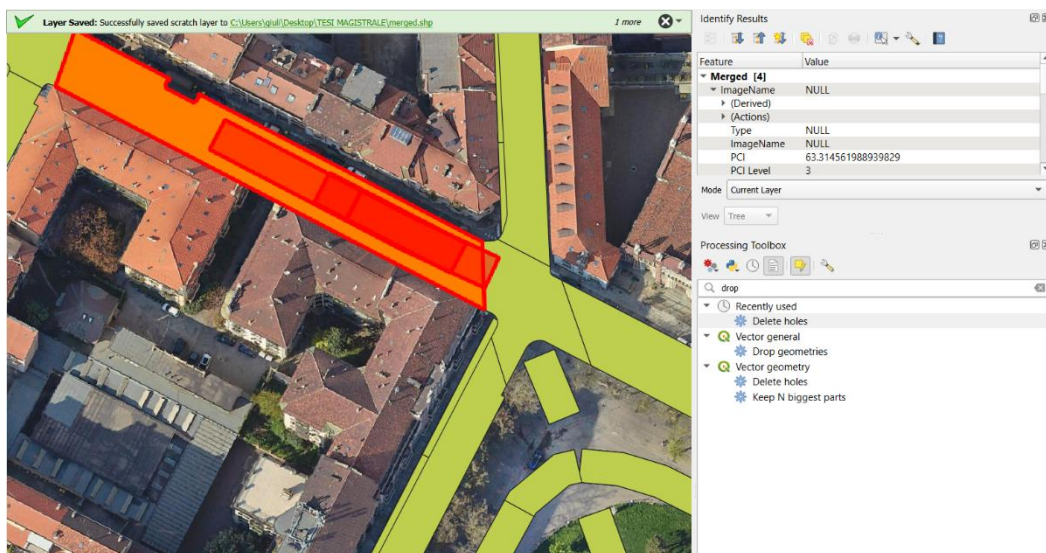 Layer Saved: Successfully saved scratch layer to C:\Users\giuli\Desktop\TESI MAGISTRALE\merged.shp 1 more
Identify Results
Feature Value
Merged [4]
ImageName NULL
(Derived)
(Actions)
Type NULL
ImageName NULL
PCI 63.314561988939829
PCI Level 3
Mode Current Layer
View Tree
Processing Toolbox
drop
Recently used
Delete holes
Vector general
Drop geometries
Vector geometry
Delete holes
Keep N biggest parts